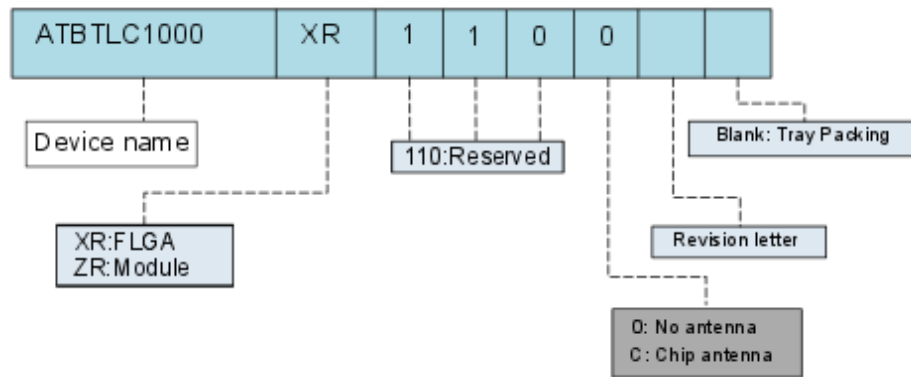 ATBTLC1000 XR 1 1 0 0
Device name
110:Reserved
Blank: Tray Packing
XR:FLGA
ZR:Module
Revision letter
0: No antenna
C: Chip antenna